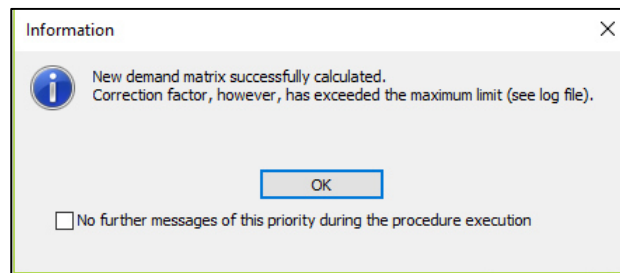 Information
New demand matrix successfully calculated.
Correction factor, however, has exceeded the maximum limit (see log file).
OK
No further messages of this priority during the procedure execution